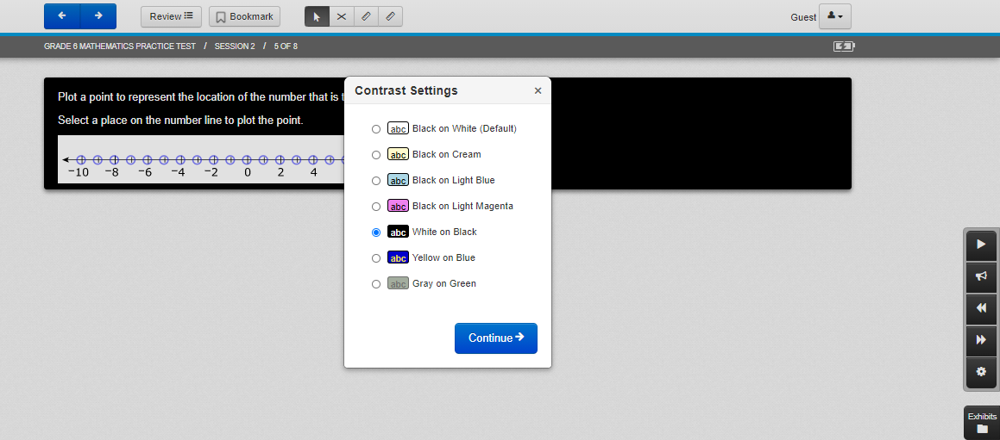 Review
Bookmark
Guest
GRADE 6 MATHEMATICS PRACTICE TEST / SESSION 2 / 5 OF 8
Plot a point to represent the location of the number that is
Select a place on the number line to plot the point.
−10 −8 −6 −4 −2 0 2 4
Contrast Settings ×
abc Black on White (Default)
abc Black on Cream
abc Black on Light Blue
abc Black on Light Magenta
abc White on Black
abc Yellow on Blue
abc Gray on Green
Continue
Exhibits